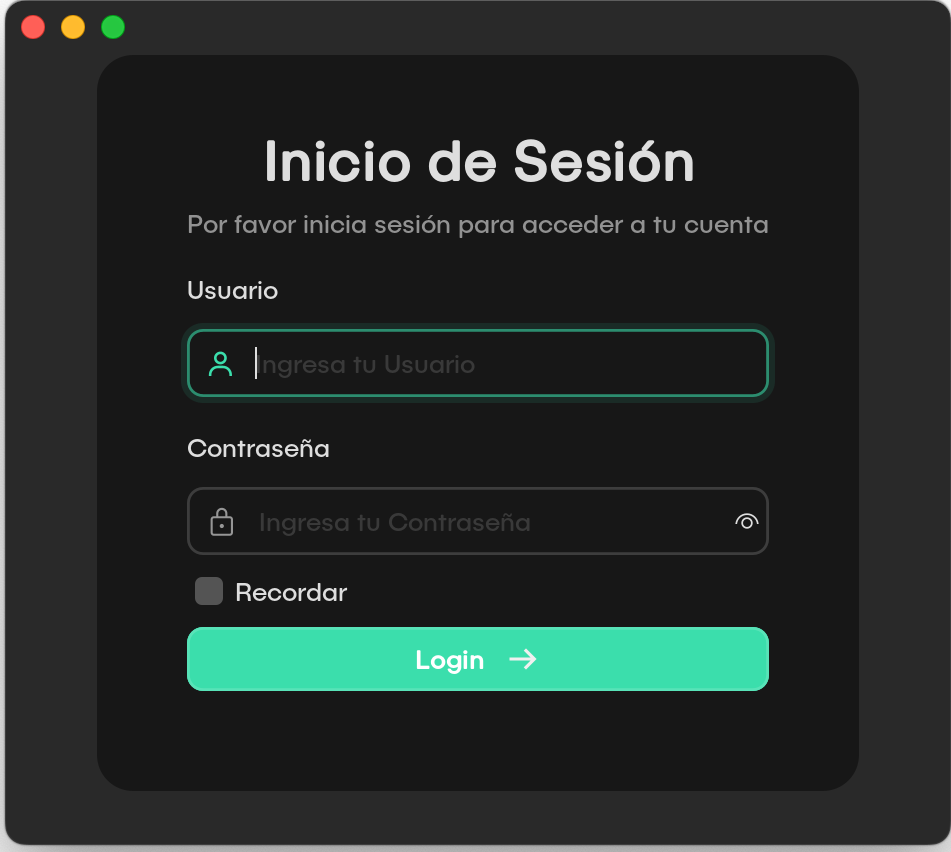 Inicio de Sesión
Por favor inicia sesión para acceder a tu cuenta
Usuario
Ingresa tu Usuario
Contraseña
Ingresa tu Contraseña
Recordar
Login →